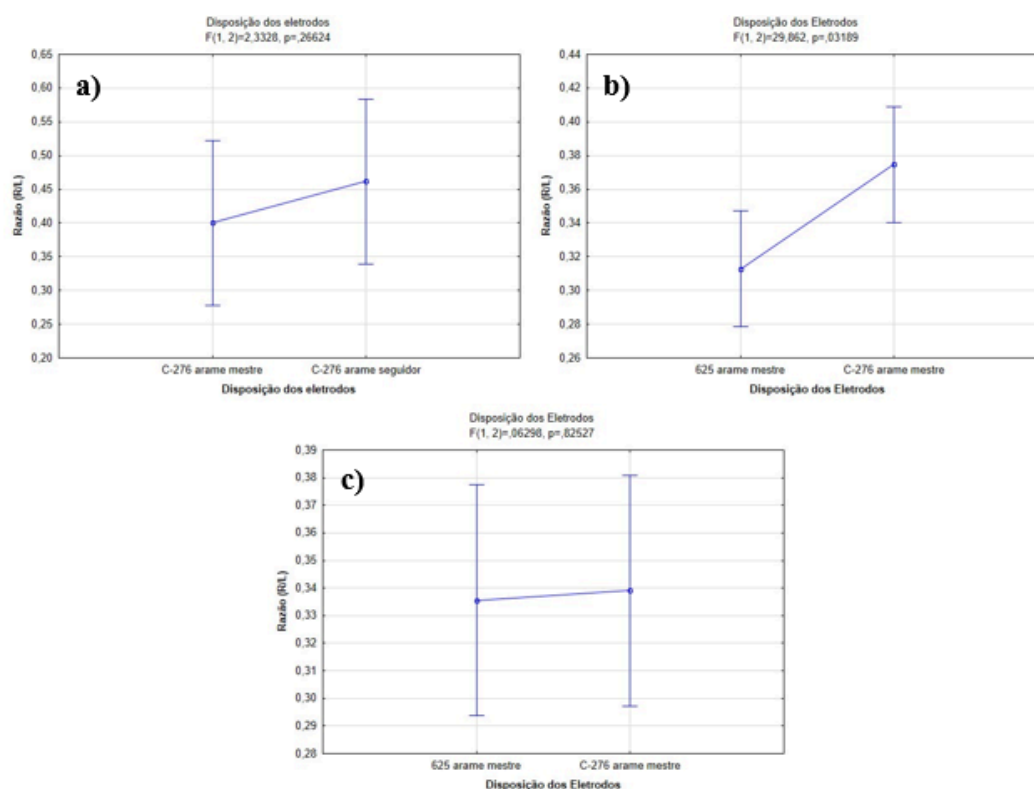 Disposição dos eletrodos
F(1, 2)=2,3328, p=,26624
0,65
0,60
0,55
0,50
0,45
0,40
0,35
0,30
0,25
0,20
Razão (R/L)
a)
C-276 arame mestre
C-276 arame seguidor
Disposição dos eletrodos
Disposição dos Eletrodos
F(1, 2)=29,862, p=,03189
0,44
0,42
0,40
0,38
0,36
0,34
0,32
0,30
0,28
0,26
Razão (R/L)
b)
625 arame mestre
C-276 arame mestre
Disposição dos Eletrodos
Disposição dos Eletrodos
F(1, 2)=,06298, p=,82527
0,39
0,38
0,37
0,36
0,35
0,34
0,33
0,32
0,31
0,30
0,29
0,28
Razão (R/L)
c)
625 arame mestre
C-276 arame mestre
Disposição dos Eletrodos